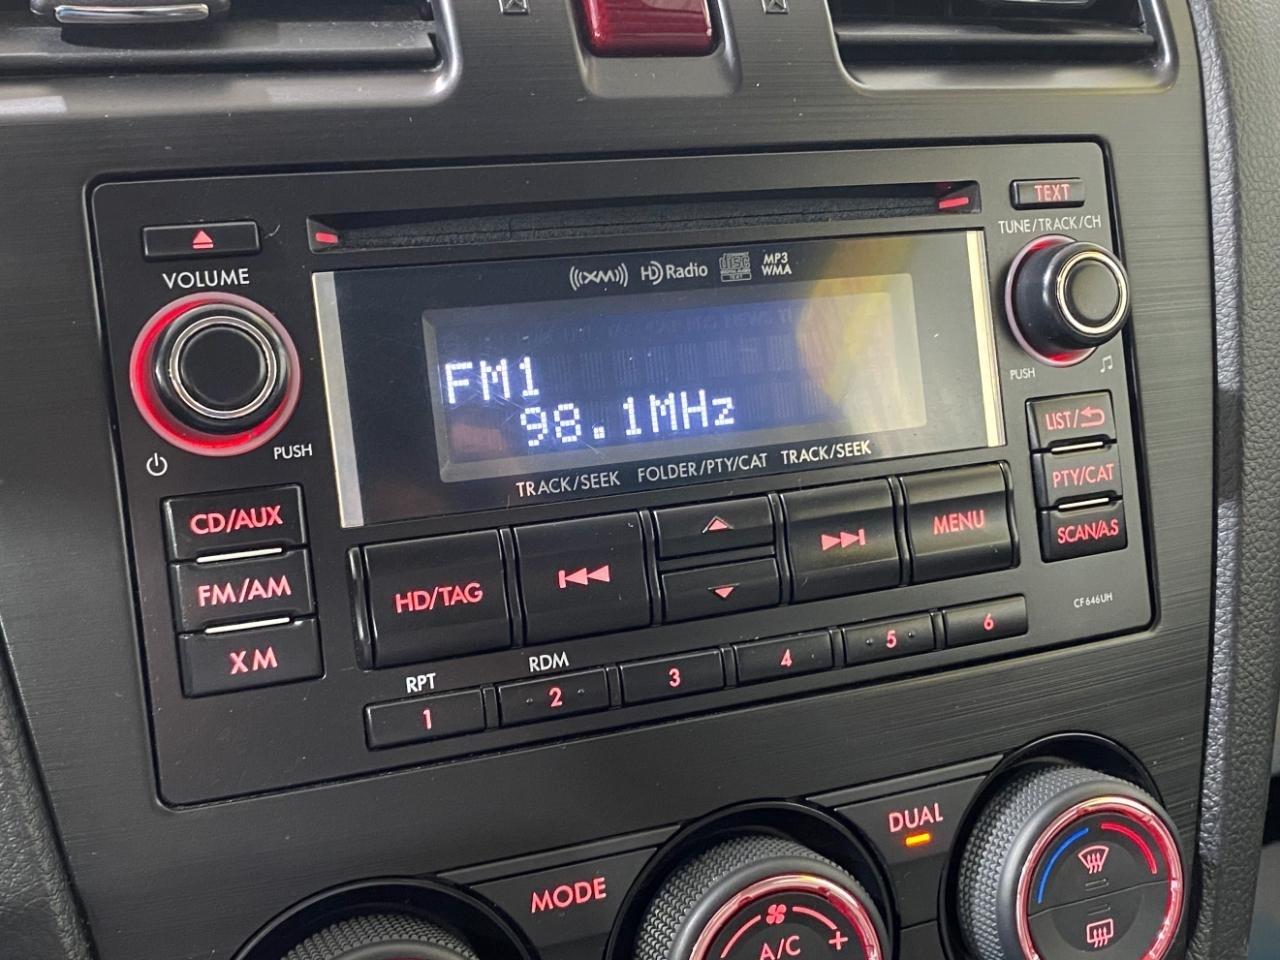 TEXT
TUNE/TRACK/CH
VOLUME
((XM)) HD Radio disc MP3
WMA
FM1
98.1MHz
PUSH
PUSH
TRACK/SEEK FOLDER/PTY/CAT TRACK/SEEK
LIST/
PTY/CAT
SCAN/A.S
CD/AUX
FM/AM
XM
HD/TAG
MENU
CF646UH
RPT RDM
1 2 3 4 5 6
DUAL
MODE
A/C +